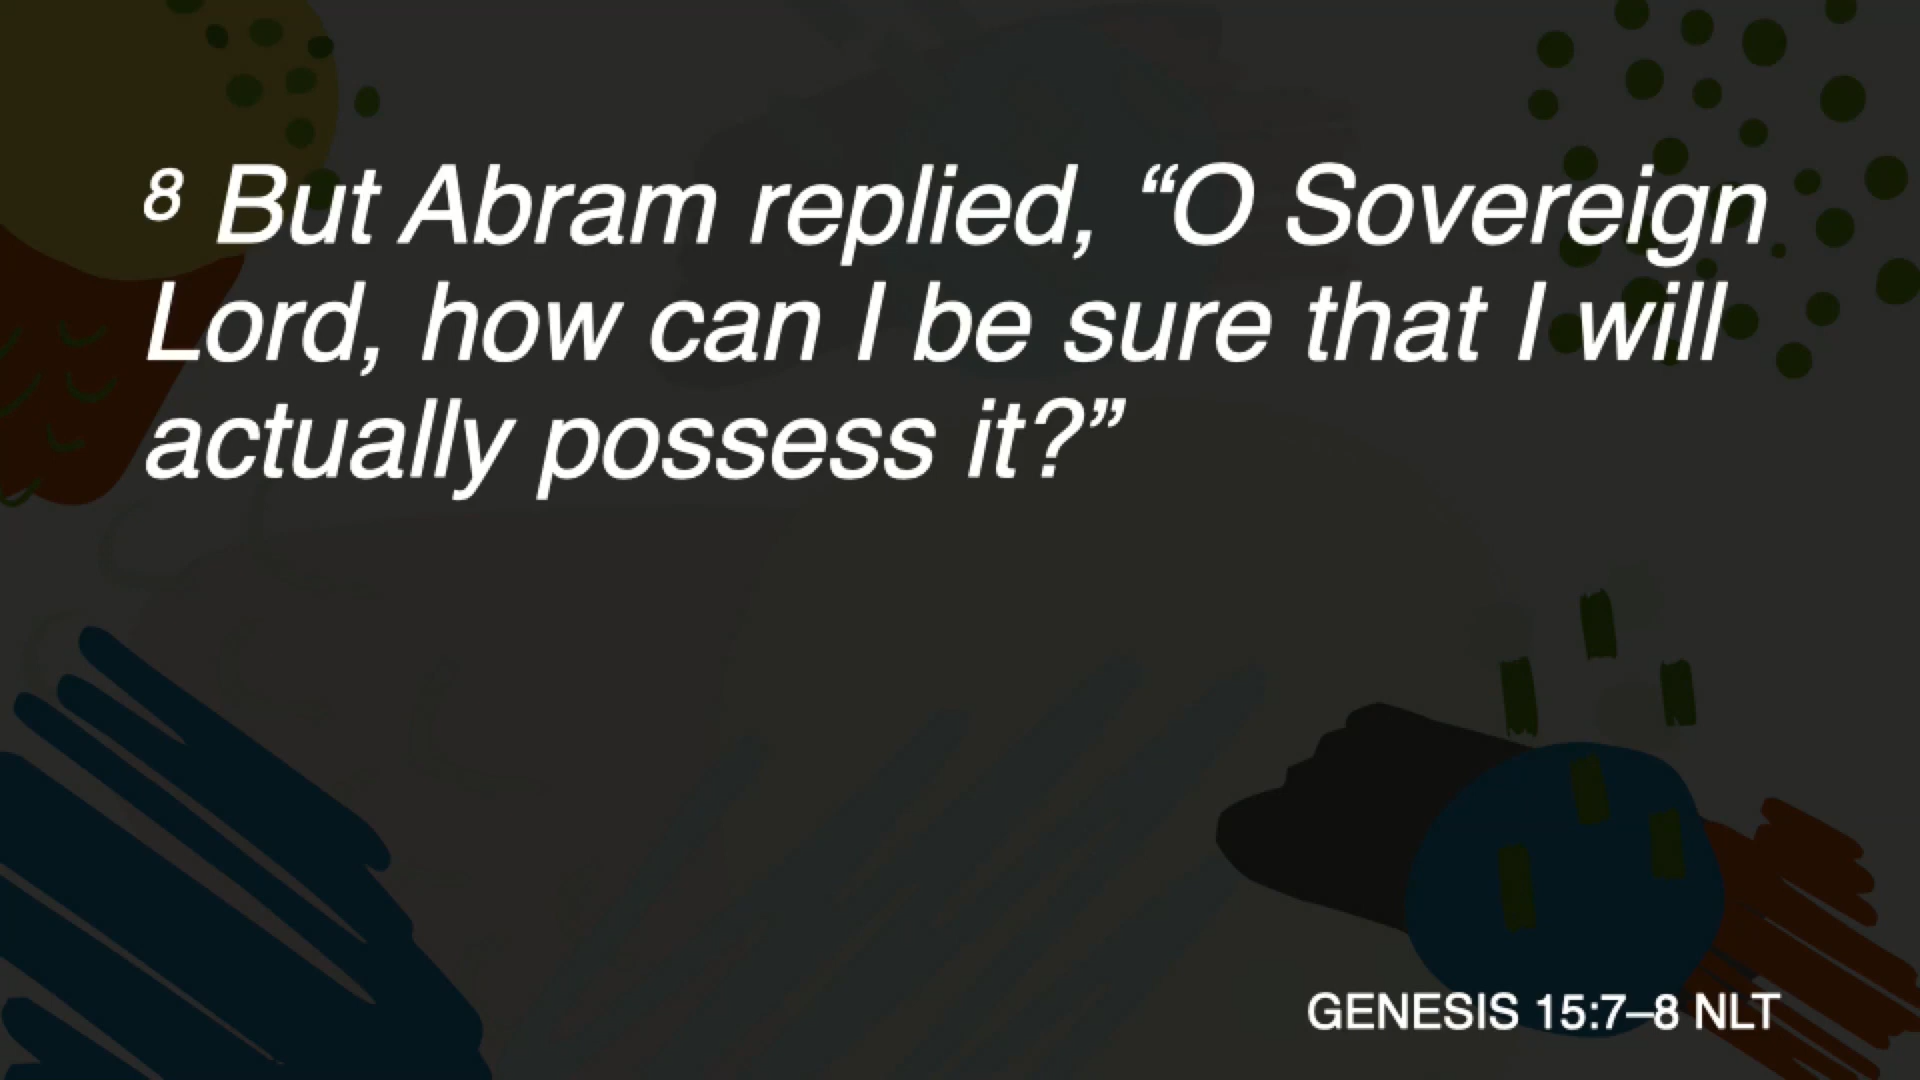 ⁸ But Abram replied, “O Sovereign
Lord, how can I be sure that I will
actually possess it?”
GENESIS 15:7–8 NLT